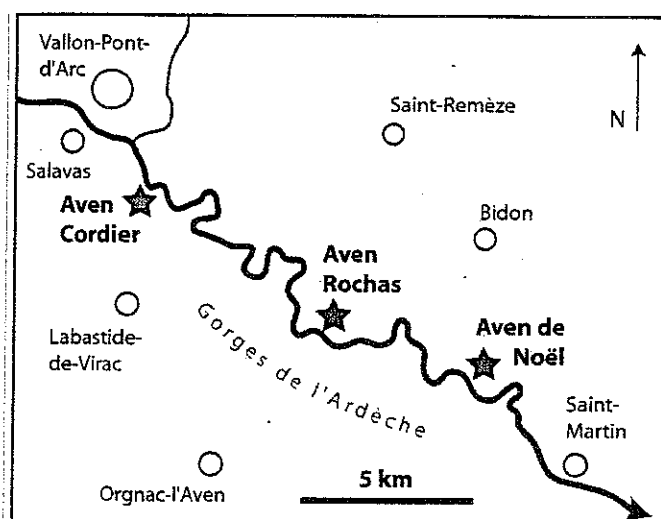 Vallon-Pont-
d'Arc
Saint-Remèze
N
Salavas
Aven
Cordier
Bidon
Aven
Rochas
Aven de
Noël
Labastide-
de-Virac
Gorges de l'Ardèche
Saint-
Martin
5 km
Orgnac-l'Aven